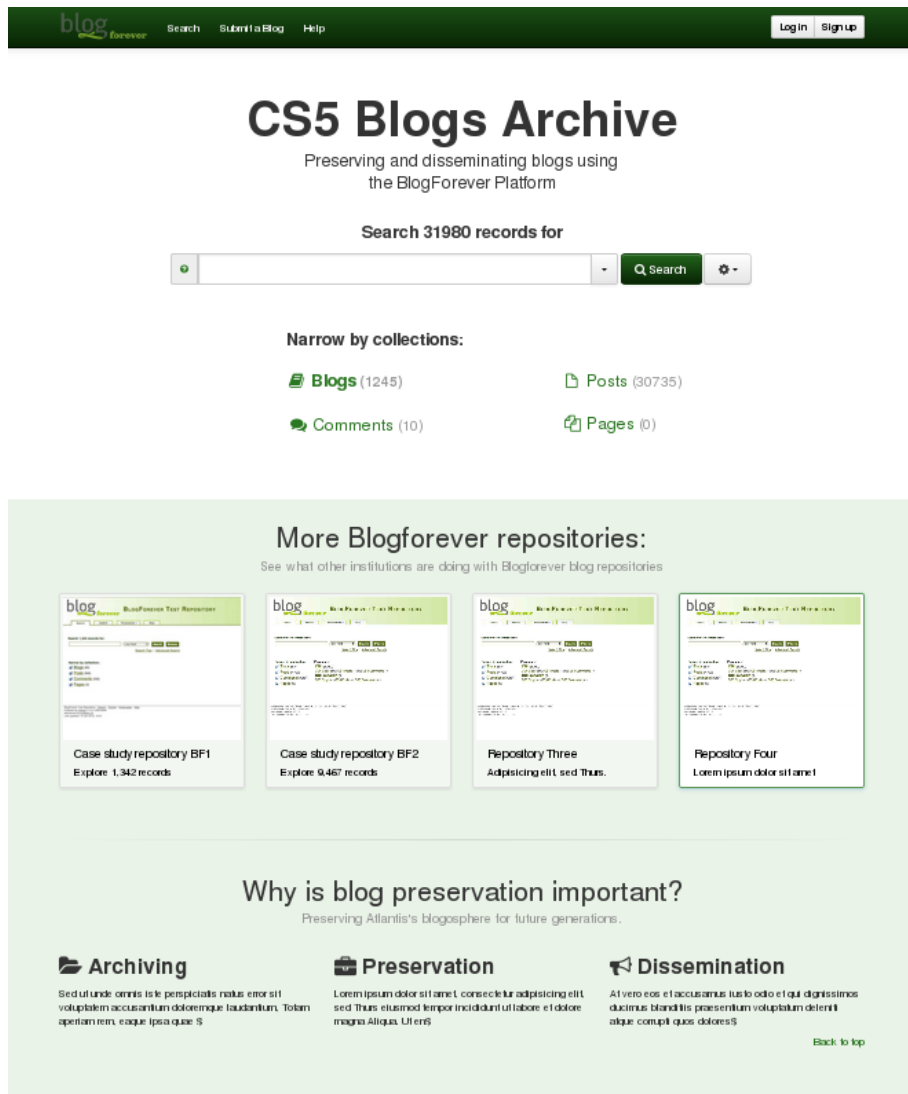 blog forever Search Submit a Blog Help Log in Sign up
CS5 Blogs Archive
Preserving and disseminating blogs using
the BlogForever Platform
Search 31980 records for
Search
Narrow by collections:
Blogs (1245) Posts (30735)
Comments (10) Pages (0)
More Blogforever repositories:
See what other institutions are doing with Blogforever blog repositories
blog BlogForever Test Repository
blog
blog
blog
Case study repository BF1 Case study repository BF2 Repository Three Repository Four
Explore 1,342 records Explore 9,467 records Adipisicing elit, sed Thurs. Lorem ipsum dolor sit amet
Why is blog preservation important?
Preserving Atlantis's blogosphere for future generations.
Archiving Preservation Dissemination
Sed ut unde omnis iste perspiciatis natus error sit Lorem ipsum dolor sit amet, consectetur adipisicing elit, At vero eos et accusamus iusto odio et qui dignissimos
voluptatem accusantium doloremque laudantium, Totam sed Thurs eiusmod tempor incididunt ut labore et dolore ducimus blanditiis praesentium voluptatum deleniti
aperiam rem, eaque ipsa quae $ magna Aliqua. Ut en$ atque corrupti quos dolores$
Back to top